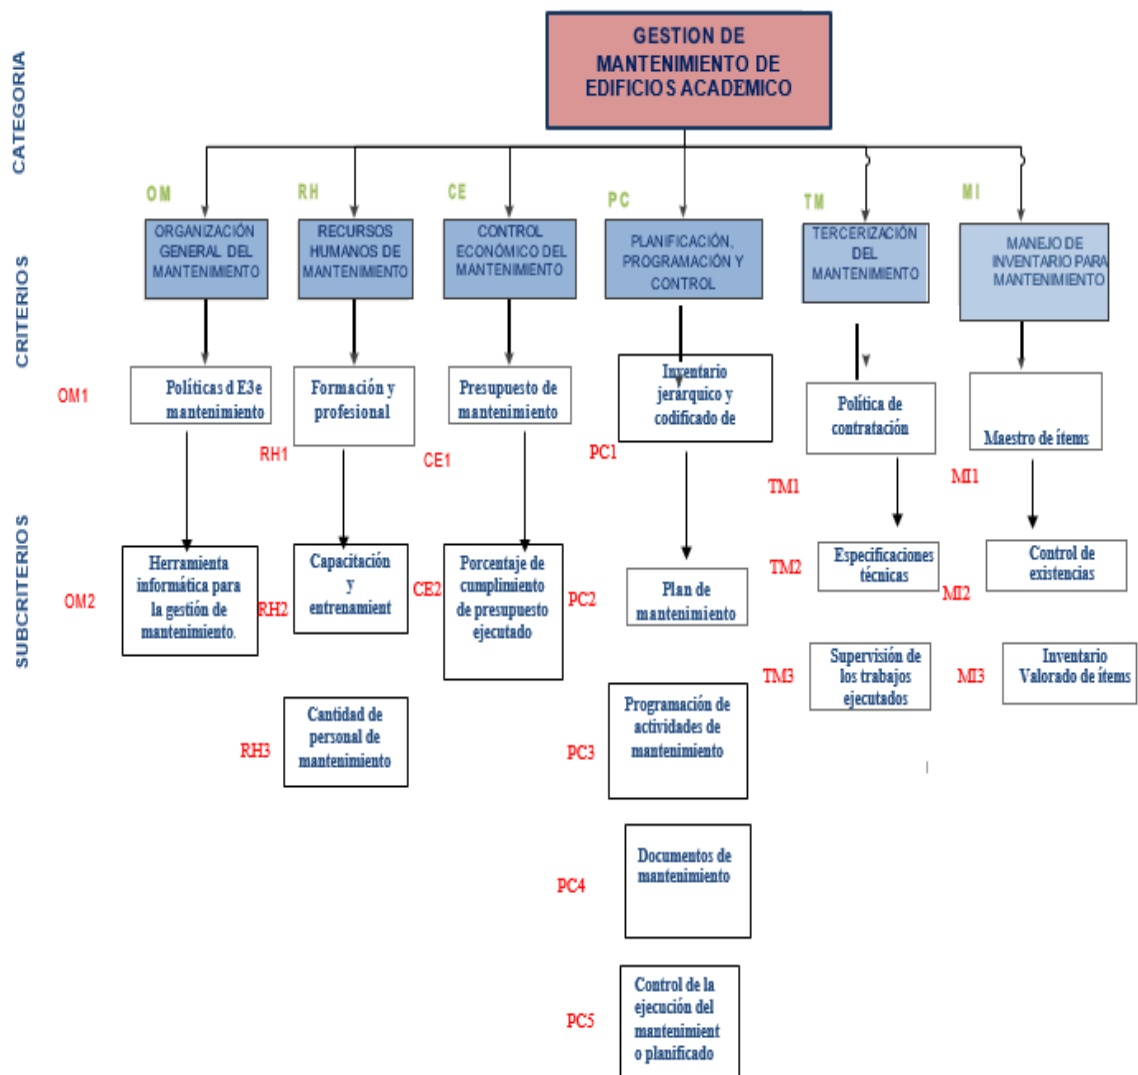 CATEGORIA
GESTION DE
MANTENIMIENTO DE
EDIFICIOS ACADEMICO
CRITERIOS
OM
ORGANIZACIÓN
GENERAL DEL
MANTENIMIENTO
RH
RECURSOS
HUMANOS DE
MANTENIMIENTO
CE
CONTROL
ECONÓMICO DEL
MANTENIMIENTO
PC
PLANIFICACIÓN,
PROGRAMACIÓN Y
CONTROL
TM
TERCERIZACIÓN
DEL
MANTENIMIENTO
MI
MANEJO DE
INVENTARIO PARA
MANTENIMIENTO
SUBCRITERIOS
OM1
Políticas d E3e
mantenimiento
OM2
Herramienta
informática para
la gestión de
mantenimiento.
RH1
Formación y
profesional
RH2
Capacitación
y
entrenamient
RH3
Cantidad de
personal de
mantenimiento
CE1
Presupuesto de
mantenimiento
CE2
Porcentaje de
cumplimiento
de presupuesto
ejecutado
PC1
Inventario
jerárquico y
codificado de
PC2
Plan de
mantenimiento
PC3
Programación de
actividades de
mantenimiento
PC4
Documentos de
mantenimiento
PC5
Control de la
ejecución del
mantenimient
o planificado
TM1
Política de
contratación
TM2
Especificaciones
técnicas
TM3
Supervisión de
los trabajos
ejecutados
MI1
Maestro de ítems
MI2
Control de
existencias
MI3
Inventario
Valorado de ítems